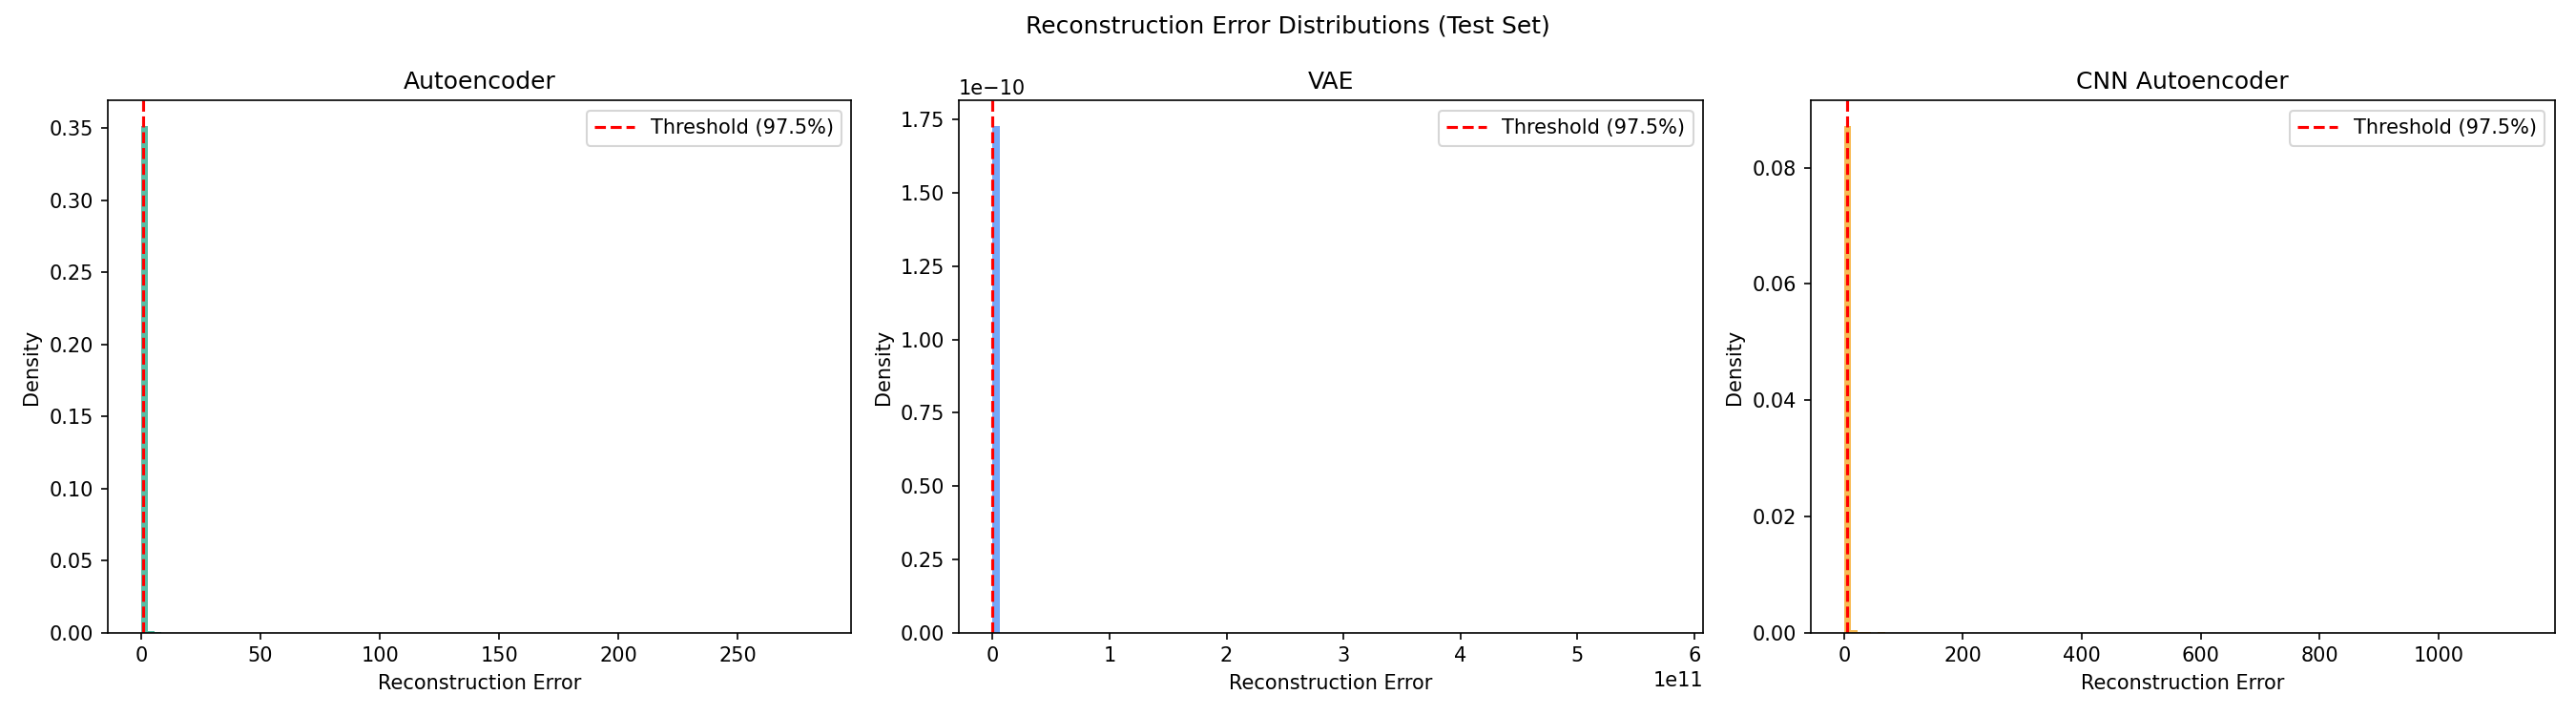 Reconstruction Error Distributions (Test Set)
Autoencoder
Threshold (97.5%)
0.35
0.30
0.25
0.20
0.15
0.10
0.05
0.00
Density
0
50
100
150
200
250
Reconstruction Error
VAE
1e−10
Threshold (97.5%)
1.75
1.50
1.25
1.00
0.75
0.50
0.25
0.00
Density
0
1
2
3
4
5
6
1e11
Reconstruction Error
CNN Autoencoder
Threshold (97.5%)
0.08
0.06
0.04
0.02
0.00
Density
0
200
400
600
800
1000
Reconstruction Error